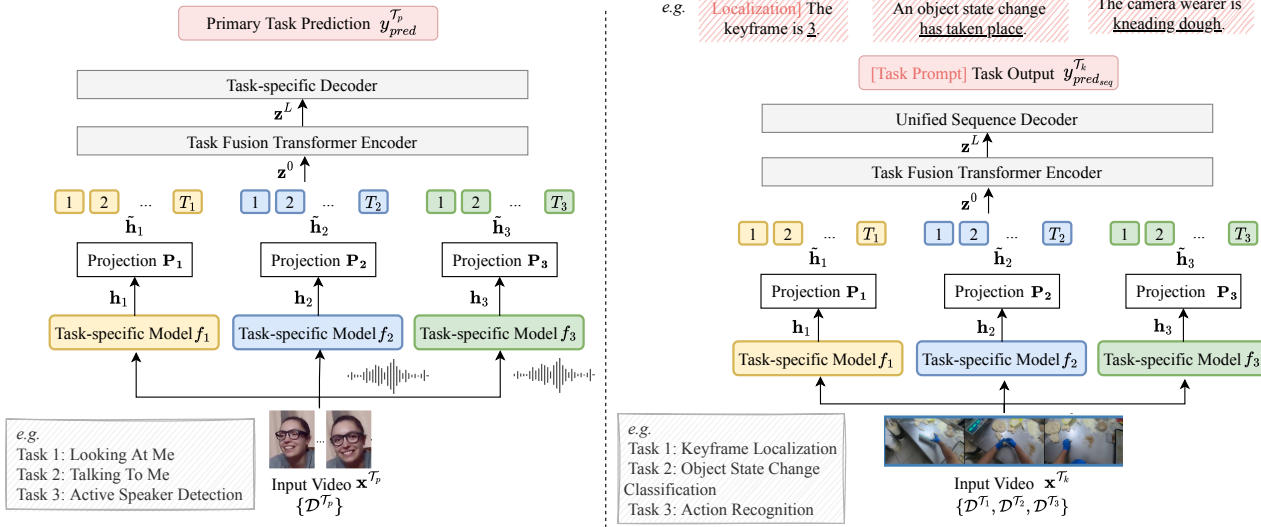 Primary Task Prediction y_{pred}^{𝒯_p}
Task-specific Decoder
z^L
Task Fusion Transformer Encoder
z^0
1 2 ... T_1 1 2 ... T_2 1 2 ... T_3
h̃_1 h̃_2 h̃_3
Projection P_1 Projection P_2 Projection P_3
h_1 h_2 h_3
Task-specific Model f_1 Task-specific Model f_2 Task-specific Model f_3
e.g.
Task 1: Looking At Me
Task 2: Talking To Me
Task 3: Active Speaker Detection
...
Input Video x^{𝒯_p}
{𝒟^{𝒯_p}}
e.g.
Localization] The
keyframe is 3.
An object state change
has taken place.
The camera wearer is
kneading dough.
[Task Prompt] Task Output y_{pred_{seq}}^{𝒯_k}
Unified Sequence Decoder
z^L
Task Fusion Transformer Encoder
z^0
1 2 ... T_1 1 2 ... T_2 1 2 ... T_3
h̃_1 h̃_2 h̃_3
Projection P_1 Projection P_2 Projection P_3
h_1 h_2 h_3
Task-specific Model f_1 Task-specific Model f_2 Task-specific Model f_3
e.g.
Task 1: Keyframe Localization
Task 2: Object State Change
Classification
Task 3: Action Recognition
Input Video x^{𝒯_k}
{𝒟^{𝒯_1}, 𝒟^{𝒯_2}, 𝒟^{𝒯_3}}